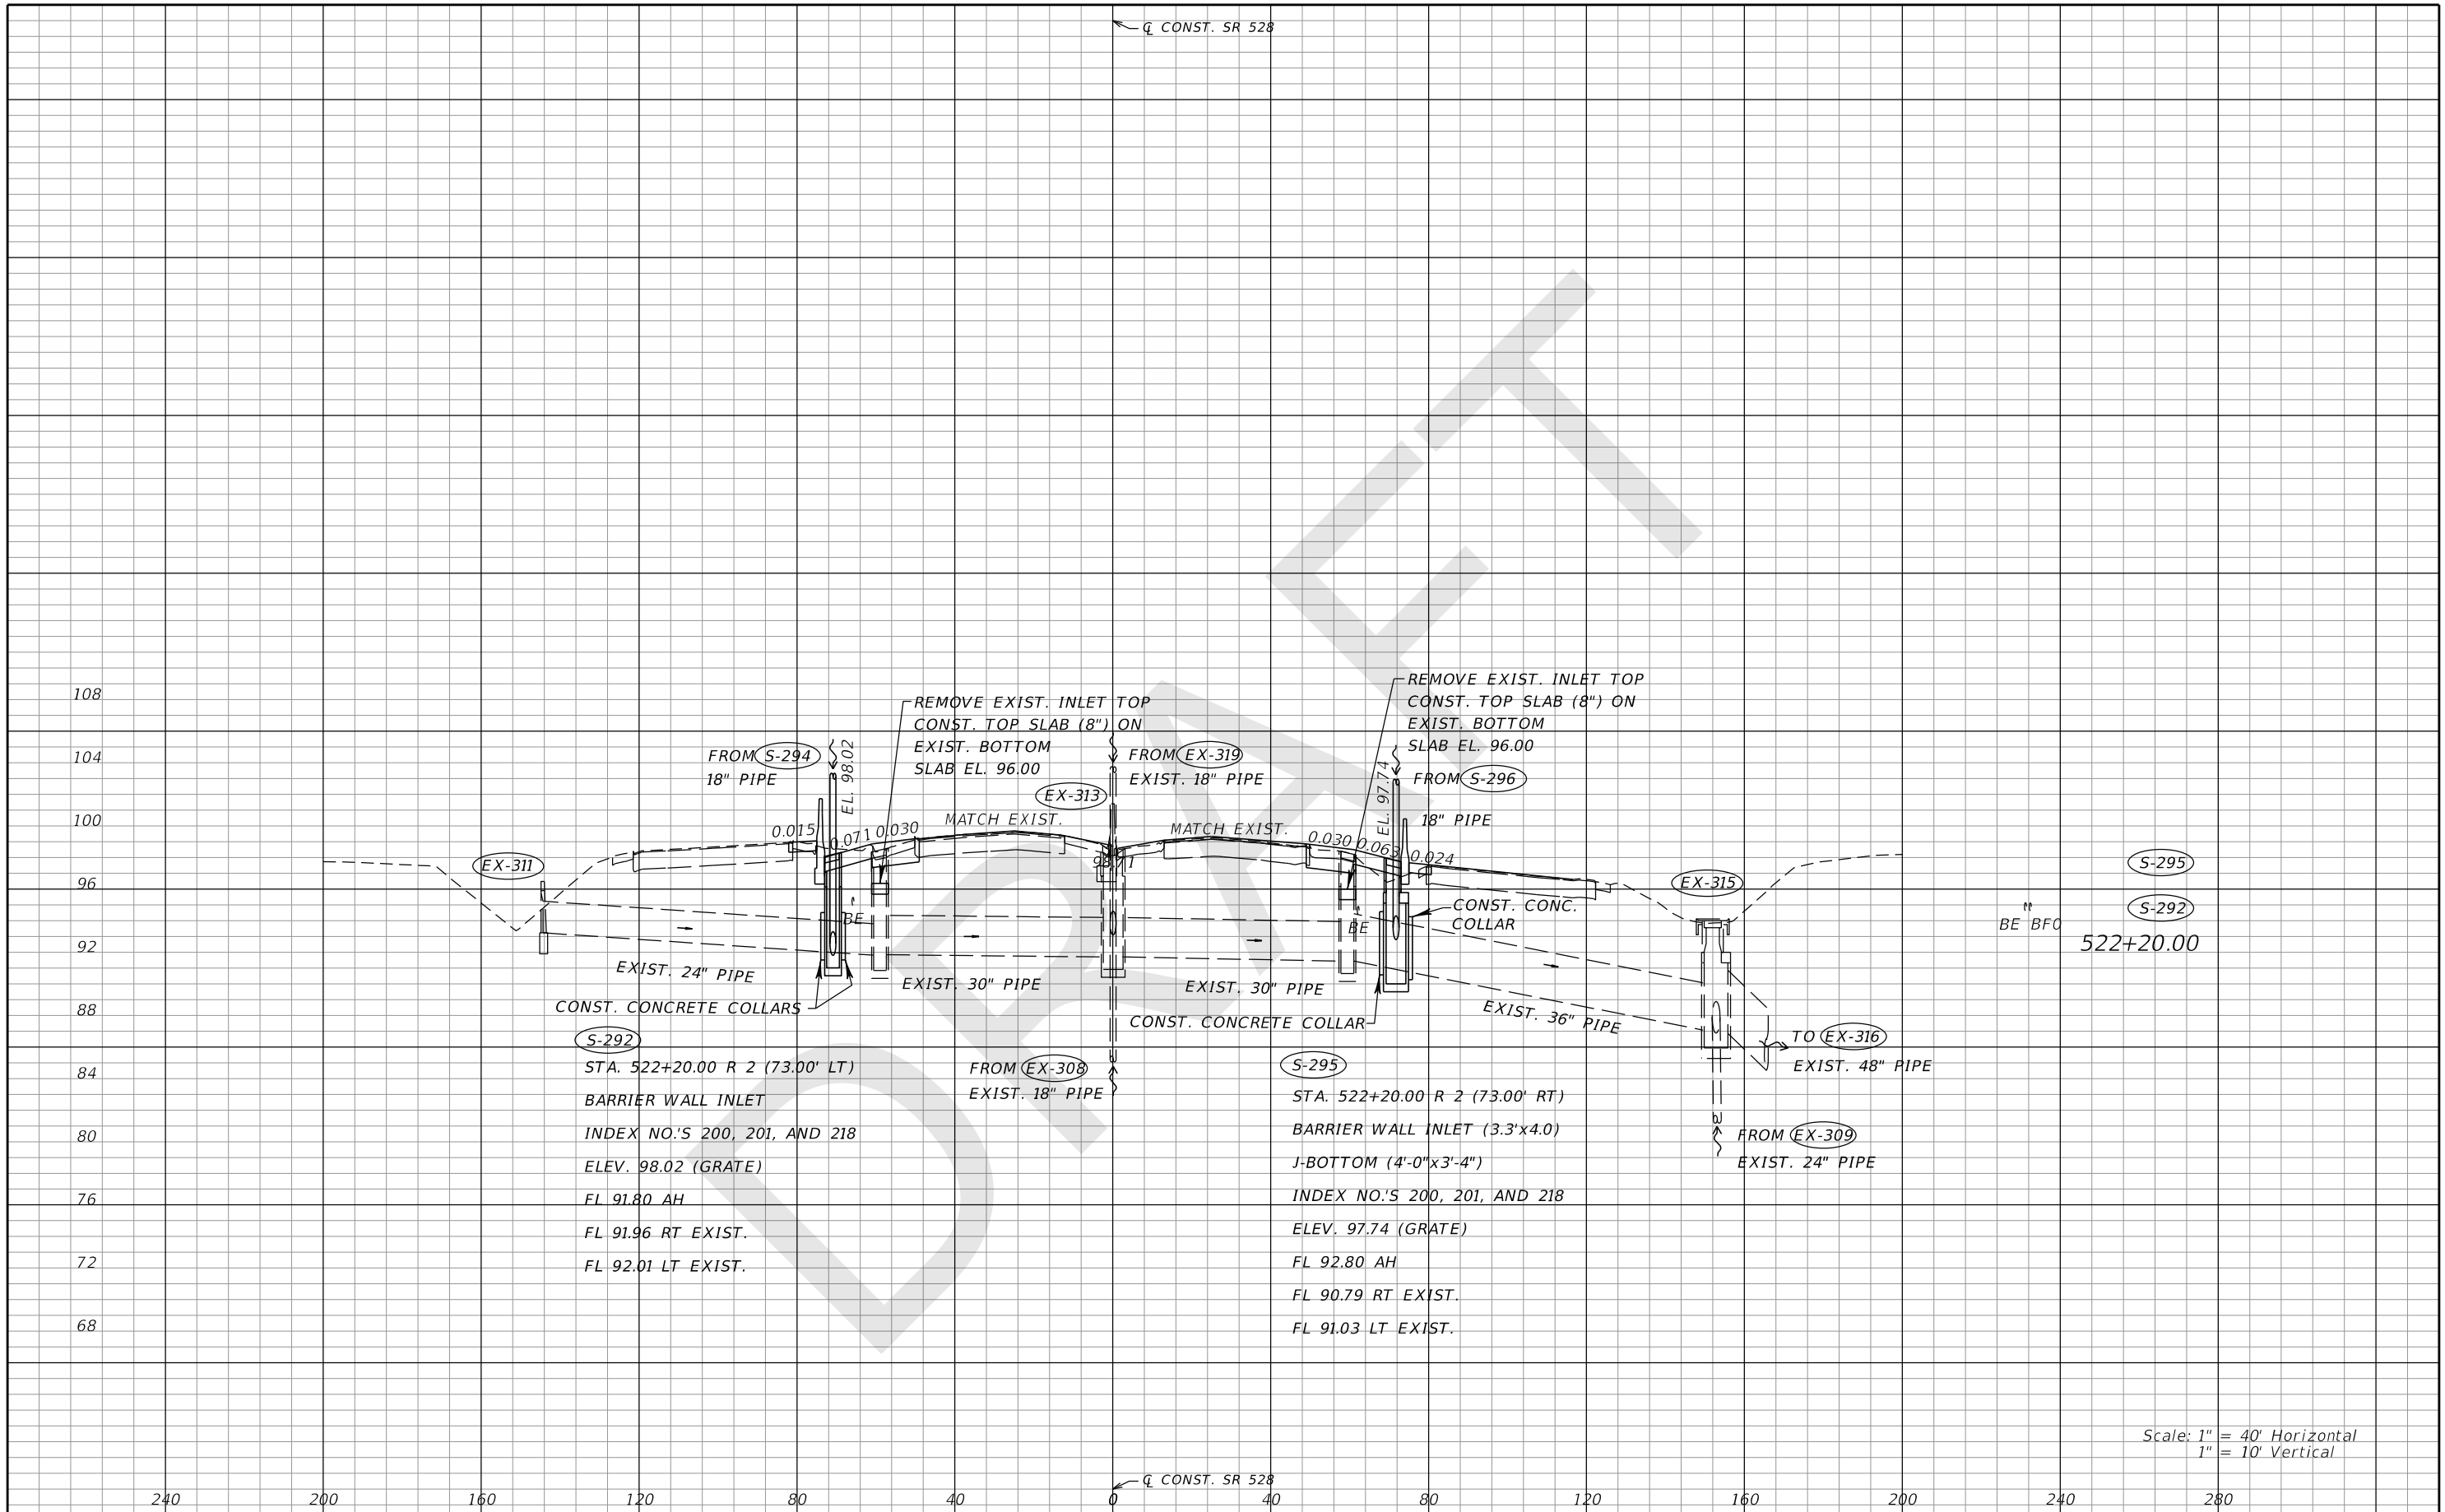 ℄ CONST. SR 528
108
104
100
96
92
88
84
80
76
72
68
REMOVE EXIST. INLET TOP
CONST. TOP SLAB (8") ON
EXIST. BOTTOM
SLAB EL. 96.00
REMOVE EXIST. INLET TOP
CONST. TOP SLAB (8") ON
EXIST. BOTTOM
SLAB EL. 96.00
FROM S-294
18" PIPE
EL. 98.02
FROM EX-319
EXIST. 18" PIPE
EX-313
EL. 97.74
FROM S-296
18" PIPE
0.015
0.071
0.030
MATCH EXIST.
MATCH EXIST.
0.030
0.063
0.024
98.71
EX-311
EX-315
S-295
S-292
BE
BE
BE BF0
522+20.00
CONST. CONC.
COLLAR
EXIST. 24" PIPE
EXIST. 30" PIPE
EXIST. 30" PIPE
EXIST. 36" PIPE
CONST. CONCRETE COLLARS
CONST. CONCRETE COLLAR
TO EX-316
EXIST. 48" PIPE
FROM EX-308
EXIST. 18" PIPE
FROM EX-309
EXIST. 24" PIPE
S-292
STA. 522+20.00 R 2 (73.00' LT)
BARRIER WALL INLET
INDEX NO.'S 200, 201, AND 218
ELEV. 98.02 (GRATE)
FL 91.80 AH
FL 91.96 RT EXIST.
FL 92.01 LT EXIST.
S-295
STA. 522+20.00 R 2 (73.00' RT)
BARRIER WALL INLET (3.3'x4.0)
J-BOTTOM (4'-0"x3'-4")
INDEX NO.'S 200, 201, AND 218
ELEV. 97.74 (GRATE)
FL 92.80 AH
FL 90.79 RT EXIST.
FL 91.03 LT EXIST.
DRAFT
Scale: 1" = 40' Horizontal
1" = 10' Vertical
℄ CONST. SR 528
240 200 160 120 80 40 0 40 80 120 160 200 240 280